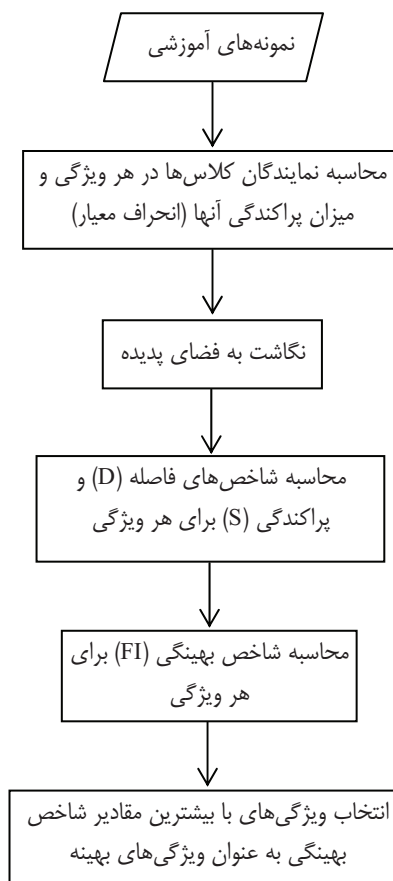 نمونه‌های آموزشی
محاسبه نمایندگان کلاس‌ها در هر ویژگی و
میزان پراکندگی آنها (انحراف معیار)
نگاشت به فضای پدیده
محاسبه شاخص‌های فاصله (D) و
پراکندگی (S) برای هر ویژگی
محاسبه شاخص بهینگی (FI) برای
هر ویژگی
انتخاب ویژگی‌های با بیشترین مقادیر شاخص
بهینگی به عنوان ویژگی‌های بهینه